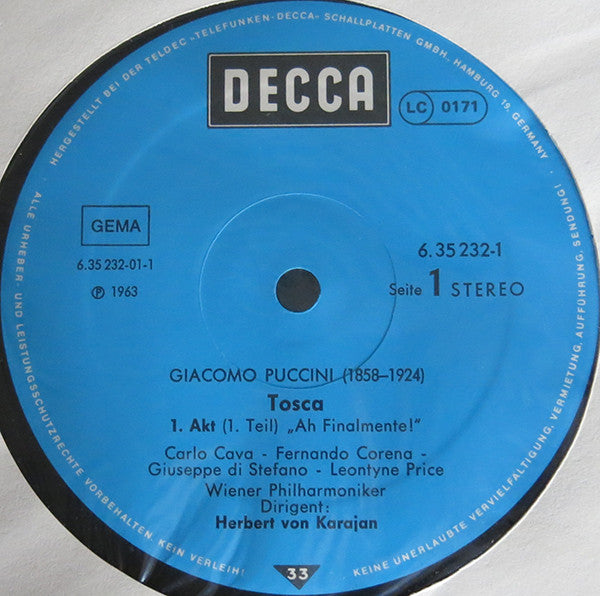 HERGESTELLT BEI DER TELDEC »TELEFUNKEN-DECCA« SCHALLPLATTEN GMBH· HAMBURG 19, GERMANY ·
DECCA
LC 0171
GEMA
6.35 232-01-1
Ⓟ 1963
6.35 232-1
Seite 1 STEREO
GIACOMO PUCCINI (1858–1924)
Tosca
1. Akt (1. Teil) „Ah Finalmente!"
Carlo Cava - Fernando Corena -
Giuseppe di Stefano - Leontyne Price
Wiener Philharmoniker
Dirigent:
Herbert von Karajan
33
· ALLE URHEBER- UND LEISTUNGSSCHUTZRECHTE VORBEHALTEN. KEIN VERLEIH!
KEINE UNERLAUBTE VERVIELFÄLTIGUNG, VERMIETUNG, AUFFÜHRUNG, SENDUNG!